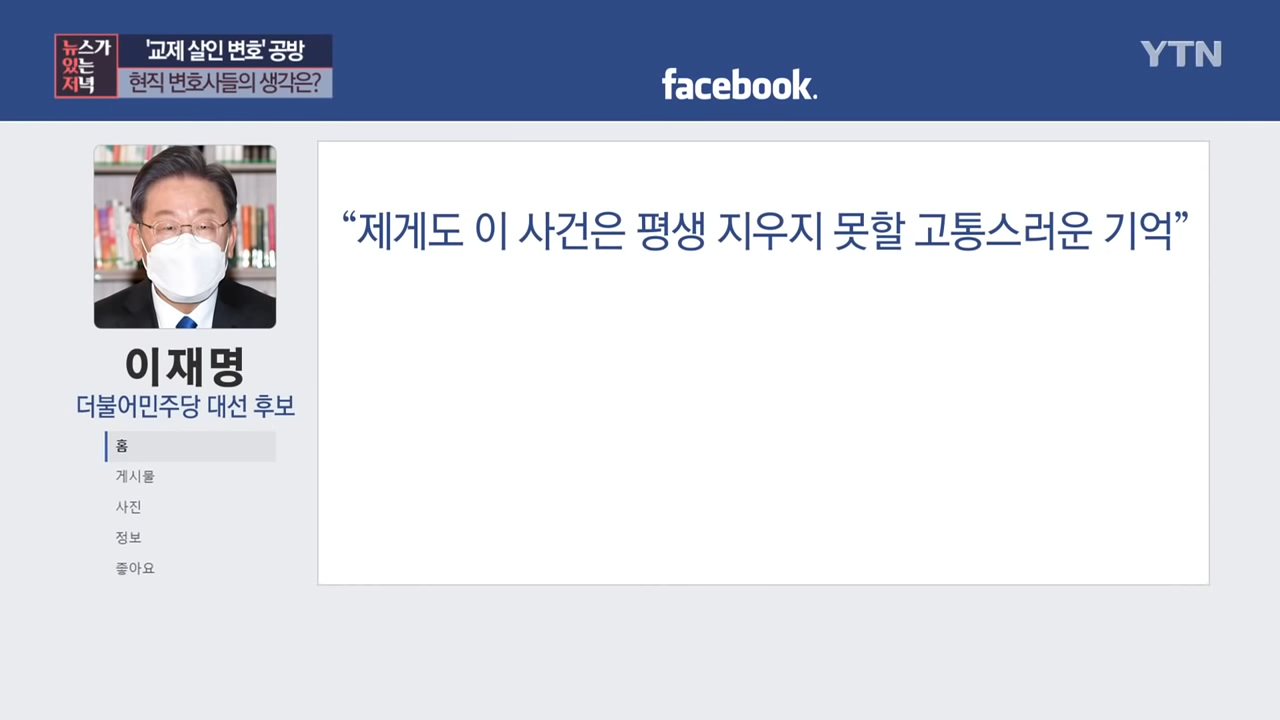 뉴스가
있는
저녁
'교제 살인 변호' 공방
현직 변호사들의 생각은?
facebook.
YTN
“제게도 이 사건은 평생 지우지 못할 고통스러운 기억”
이재명
더불어민주당 대선 후보
홈
게시물
사진
정보
좋아요